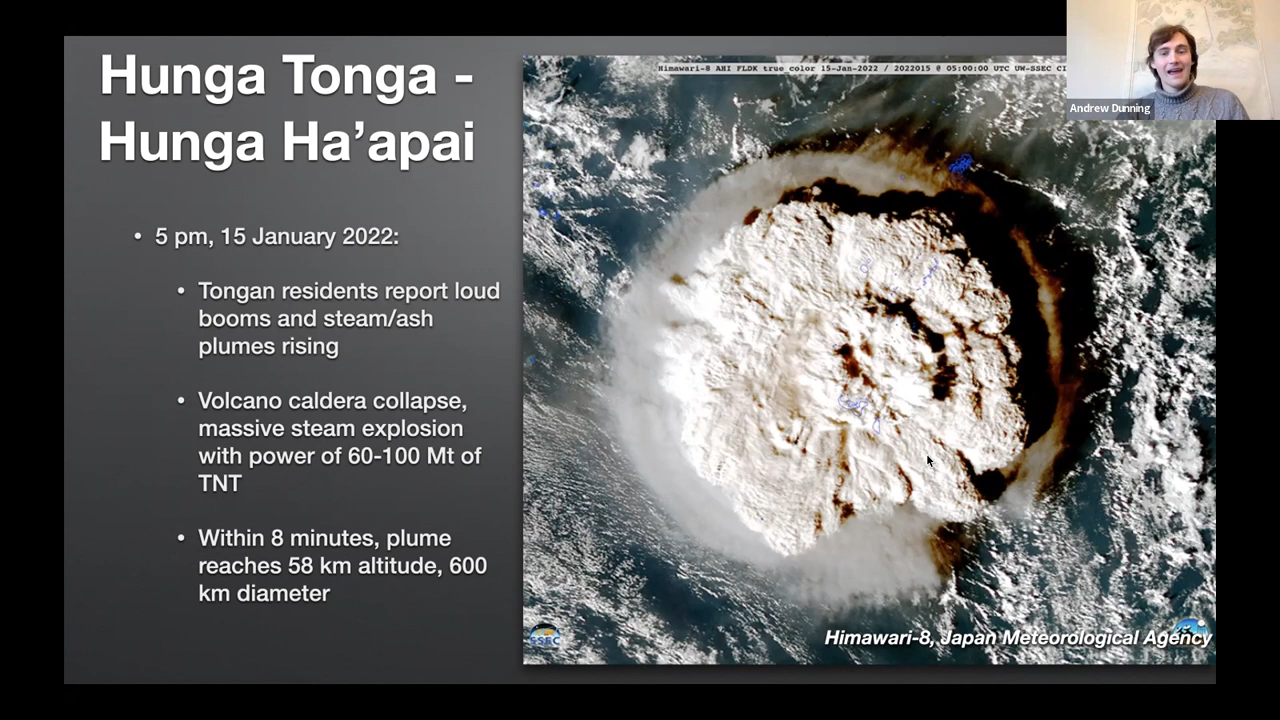 Hunga Tonga -
Hunga Ha’apai
• 5 pm, 15 January 2022:
• Tongan residents report loud
booms and steam/ash
plumes rising
• Volcano caldera collapse,
massive steam explosion
with power of 60-100 Mt of
TNT
• Within 8 minutes, plume
reaches 58 km altitude, 600
km diameter
Himawari-8 AHI FLDK true color 15-Jan-2022 / 2022015 @ 05:00:00 UTC UW-SSEC
Andrew Dunning
SSEC
Himawari-8, Japan Meteorological Agency